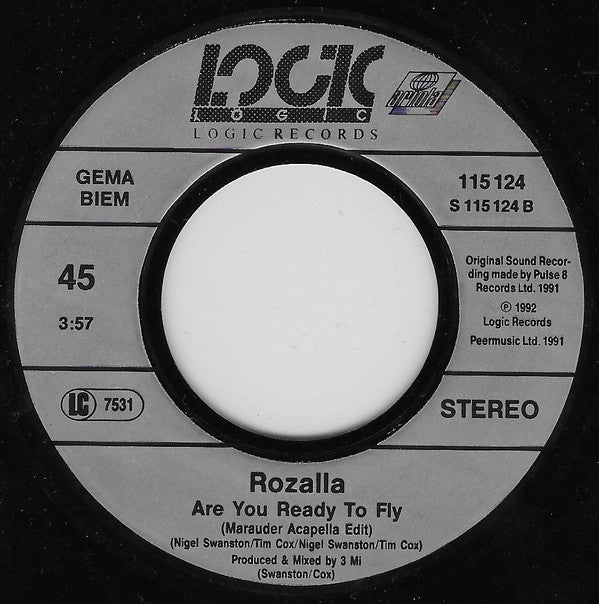 LOGIC
LOGIC
LOGIC RECORDS
ariola
GEMA
BIEM
115 124
S 115 124 B
45
3:57
Original Sound Recor-
ding made by Pulse 8
Records Ltd. 1991
℗ 1992
Logic Records
Peermusic Ltd. 1991
LC 7531
STEREO
Rozalla
Are You Ready To Fly
(Marauder Acapella Edit)
(Nigel Swanston/Tim Cox/Nigel Swanston/Tim Cox)
Produced & Mixed by 3 Mi
(Swanston/Cox)